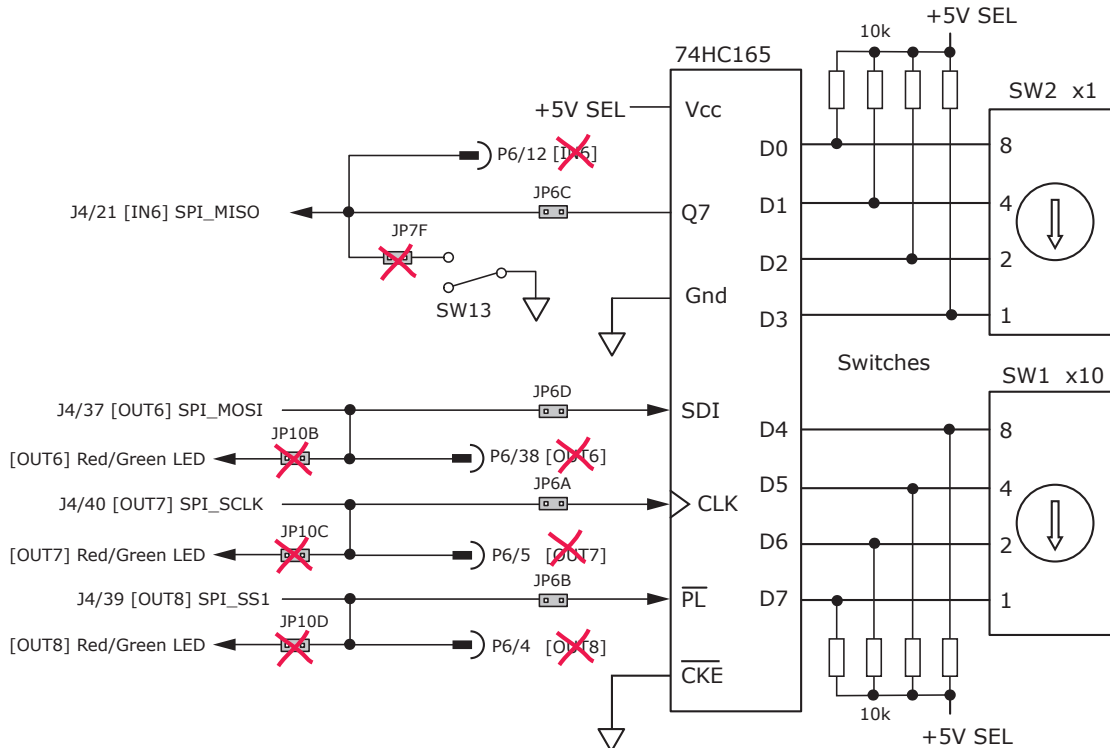 +5V SEL
10k
74HC165
SW2 x1
+5V SEL
Vcc
P6/12 [IN6]
D0
8
JP6C
J4/21 [IN6] SPI_MISO
Q7
D1
4
JP7F
D2
2
SW13
Gnd
D3
1
Switches
SW1 x10
JP6D
J4/37 [OUT6] SPI_MOSI
SDI
D4
8
JP10B
[OUT6] Red/Green LED
P6/38 [OUT6]
JP6A
D5
4
J4/40 [OUT7] SPI_SCLK
CLK
JP10C
D6
2
[OUT7] Red/Green LED
P6/5 [OUT7]
JP6B
J4/39 [OUT8] SPI_SS1
PL
D7
1
JP10D
[OUT8] Red/Green LED
P6/4 [OUT8]
CKE
10k
+5V SEL